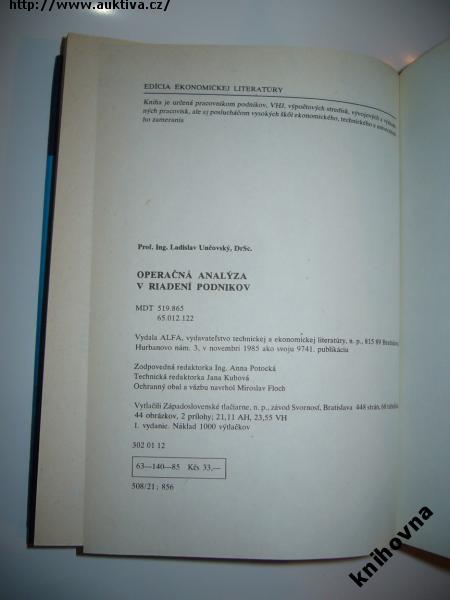 http://www.auktiva.cz/
EDÍCIA EKONOMICKEJ LITERATÚRY
Kniha je určená pracovníkom podnikov, VHJ, výpočtových stredísk, vývojových a
ných pracovísk, ale aj poslucháčom vysokých škôl ekonomického, technického a
ho zamerania
Prof. Ing. Ladislav Unčovský, DrSc.
OPERAČNÁ ANALÝZA
V RIADENÍ PODNIKOV
MDT 519.865
65.012.122
Vydala ALFA, vydavateľstvo technickej a ekonomickej literatúry, n. p., 815 89 Bratislava
Hurbanovo nám. 3, v novembri 1985 ako svoju 9741. publikáciu
Zodpovedná redaktorka Ing. Anna Potocká
Technická redaktorka Jana Kubová
Ochranný obal a väzbu navrhol Miroslav Floch
Vytlačili Západoslovenské tlačiarne, n. p., závod Svornosť, Bratislava 448 strán, 68
44 obrázkov, 2 prílohy; 21,11 AH, 23,55 VH
1. vydanie. Náklad 1000 výtlačkov
302 01 12
63—140—85 Kčs 33,—
508/21; 856
knihovna